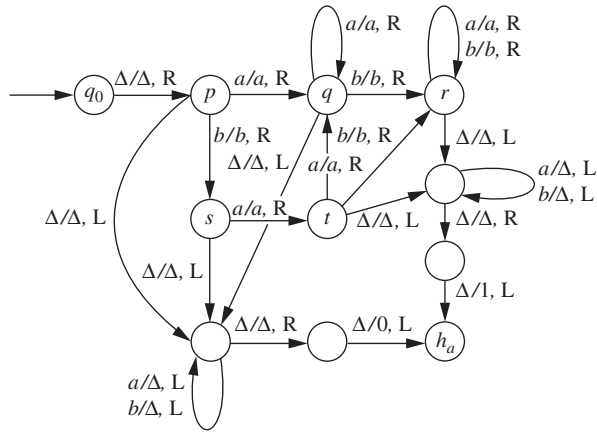 a/a, R
a/a, R
b/b, R
Δ/Δ, R
a/a, R
b/b, R
q₀
p
q
r
b/b, R
b/b, R
Δ/Δ, L
Δ/Δ, L
a/a, R
a/Δ, L
b/Δ, L
Δ/Δ, L
s
a/a, R
t
Δ/Δ, L
Δ/Δ, R
Δ/Δ, L
Δ/1, L
Δ/Δ, R
Δ/0, L
hₐ
a/Δ, L
b/Δ, L